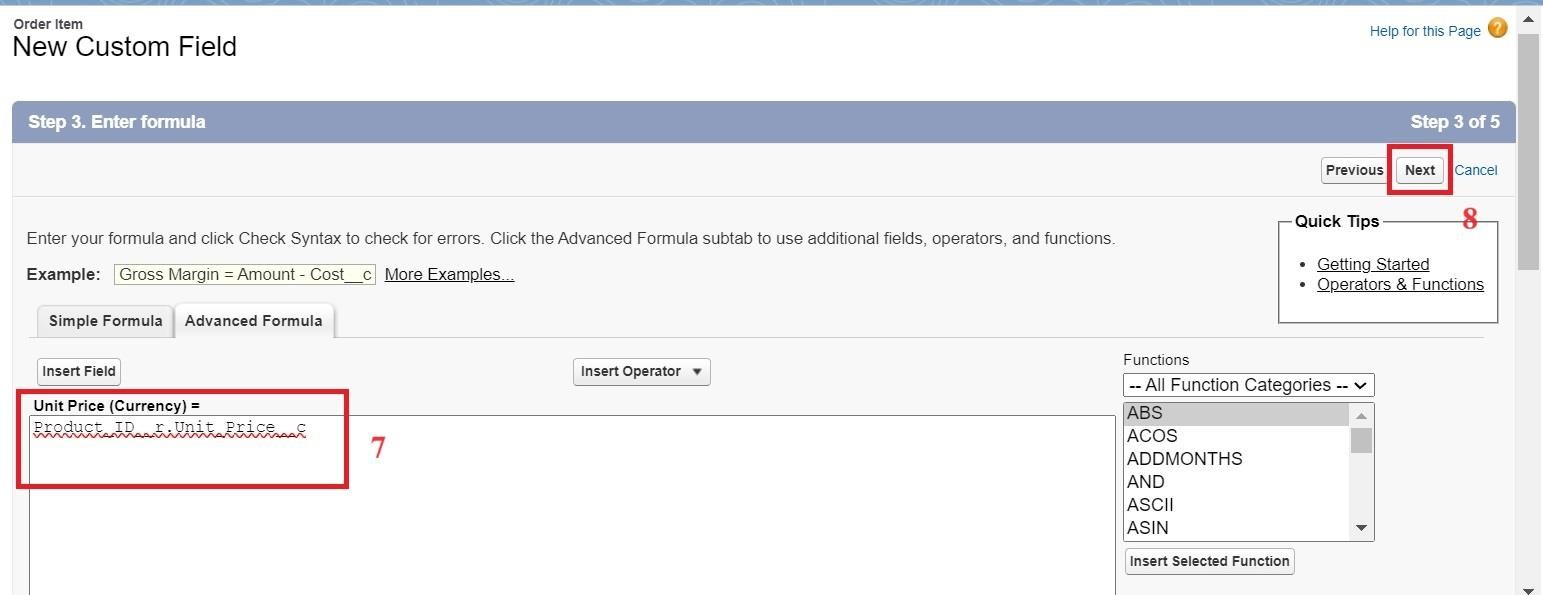 Order Item
New Custom Field
Help for this Page ?
Step 3. Enter formula
Step 3 of 5
Previous
Next
Cancel
8
Quick Tips
Getting Started
Operators & Functions
Enter your formula and click Check Syntax to check for errors. Click the Advanced Formula subtab to use additional fields, operators, and functions.
Example: Gross Margin = Amount - Cost__c More Examples...
Simple Formula
Advanced Formula
Insert Field
Insert Operator
Unit Price (Currency) =
Product_ID__r.Unit_Price__c
7
Functions
-- All Function Categories --
ABS
ACOS
ADDMONTHS
AND
ASCII
ASIN
Insert Selected Function